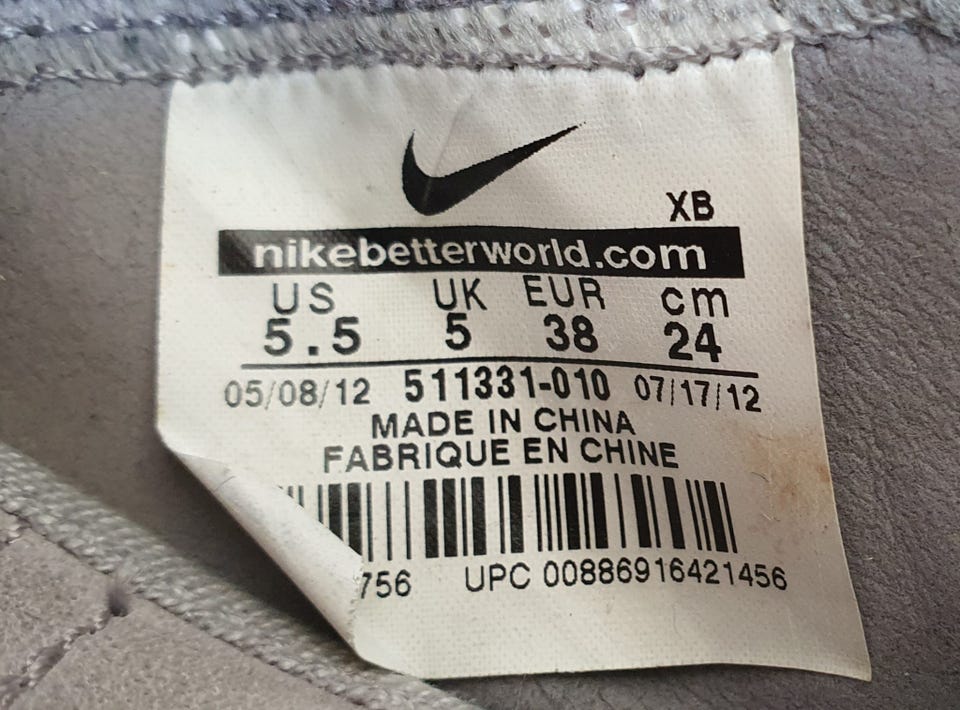 XB
nikebetterworld.com
US UK EUR cm
5.5 5 38 24
05/08/12 511331-010 07/17/12
MADE IN CHINA
FABRIQUE EN CHINE
756 UPC 00886916421456